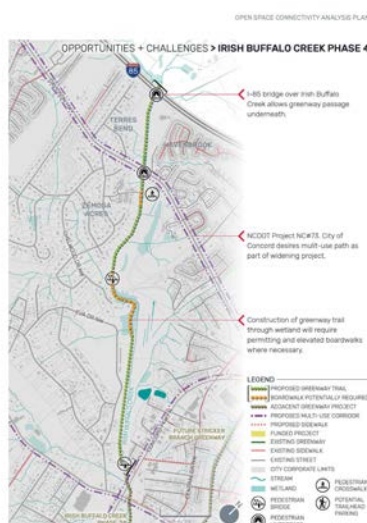 OPEN SPACE CONNECTIVITY ANALYSIS PLAN
OPPORTUNITIES + CHALLENGES > IRISH BUFFALO CREEK PHASE 4
85
I-85 bridge over Irish Buffalo
Creek allows greenway passage
underneath.
TERRES
BEND
ZEMOSA
ACRES
NCDOT Project NC#73. City of
Concord desires mulit-use path as
part of widening project.
Construction of greenway trail
through wetland will require
permitting and elevated boardwalks
where necessary.
FUTURE STRICKER
BRANCH GREENWAY
IRISH BUFFALO CREEK
LEGEND
PROPOSED GREENWAY TRAIL
BOARDWALK POTENTIALLY REQUIRED
ADJACENT GREENWAY PROJECT
PROPOSED MULTI-USE CORRIDOR
PROPOSED SIDEWALK
FUNDED PROJECT
EXISTING GREENWAY
EXISTING SIDEWALK
EXISTING STREET
CITY CORPORATE LIMITS
STREAM
WETLAND
PEDESTRIAN
BRIDGE
PEDESTRIAN
PEDESTRIAN
CROSSWALK
POTENTIAL
TRAILHEAD
PARKING